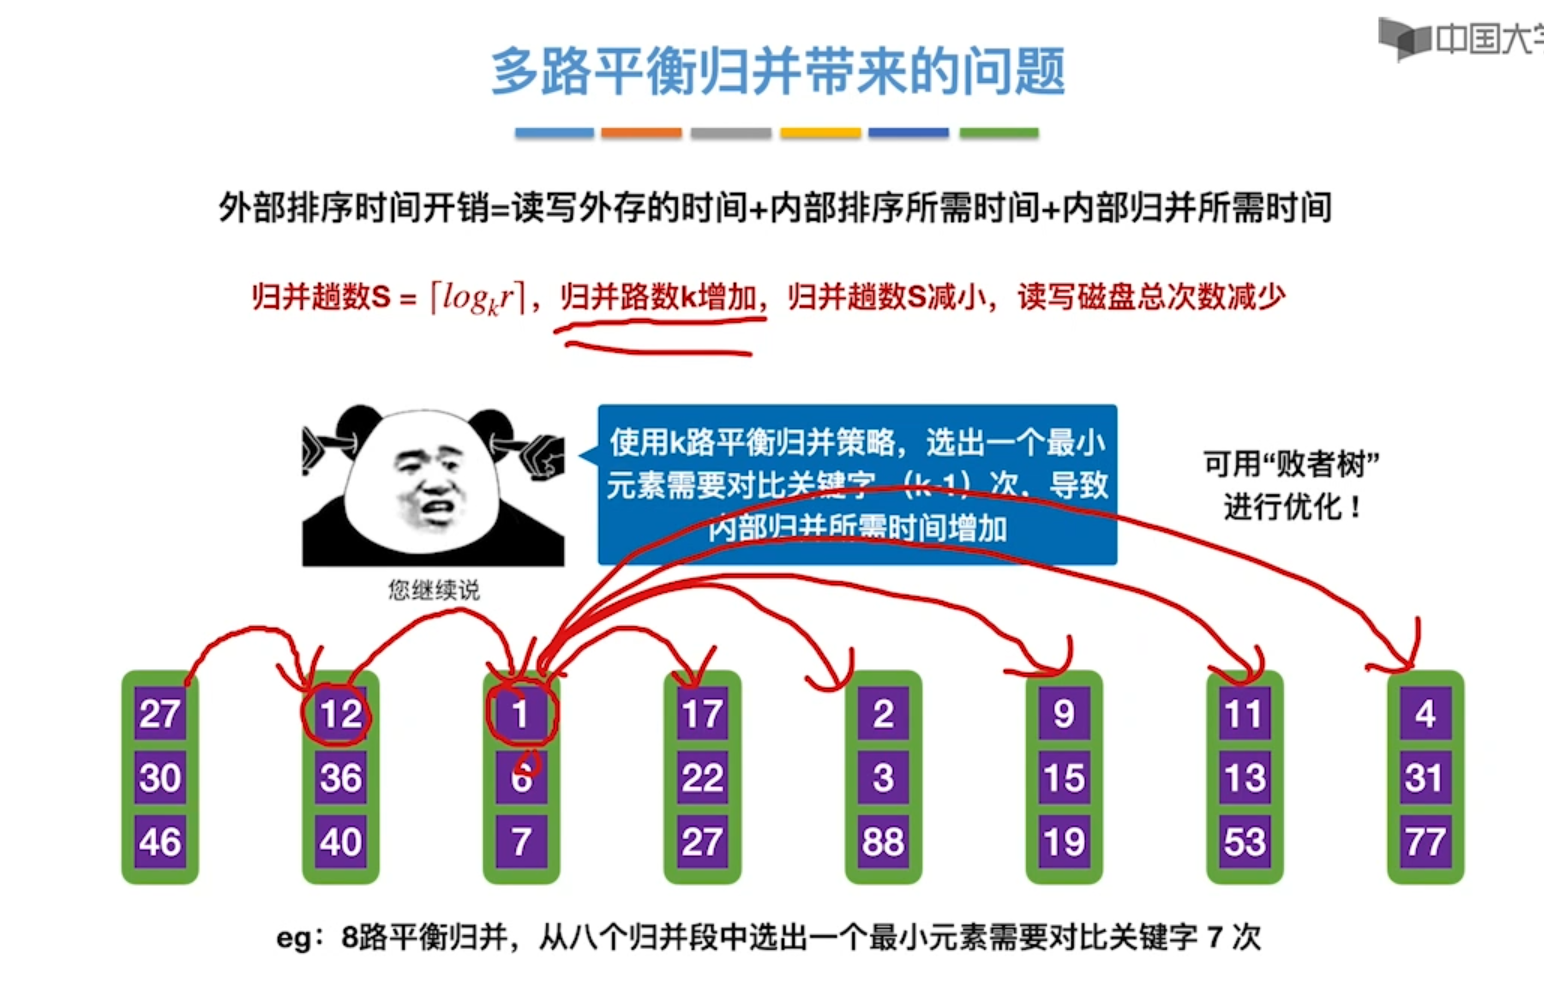 中国大学
多路平衡归并带来的问题
外部排序时间开销=读写外存的时间+内部排序所需时间+内部归并所需时间
归并趟数S = ⌈logₖr⌉，归并路数k增加，归并趟数S减小，读写磁盘总次数减少
使用k路平衡归并策略，选出一个最小
元素需要对比关键字 （k-1）次，导致
内部归并所需时间增加
可用“败者树”
进行优化！
您继续说
27 12 1 17 2 9 11 4
30 36 6 22 3 15 13 31
46 40 7 27 88 19 53 77
eg：8路平衡归并，从八个归并段中选出一个最小元素需要对比关键字 7 次